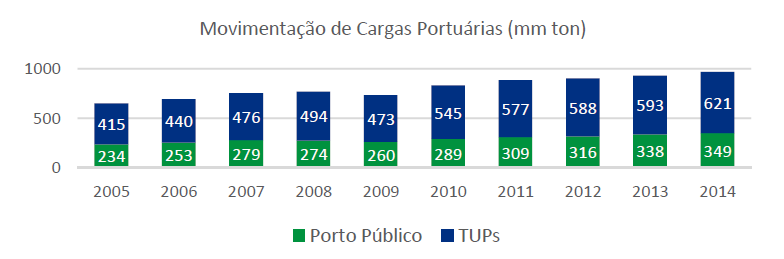 Movimentação de Cargas Portuárias (mm ton)
1000
500
0
415 440 476 494 473 545 577 588 593 621
234 253 279 274 260 289 309 316 338 349
2005 2006 2007 2008 2009 2010 2011 2012 2013 2014
Porto Público TUPs